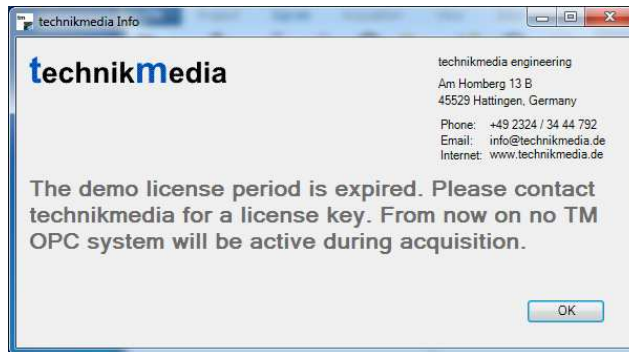 technikmedia Info
technikmedia
technikmedia engineering
Am Homberg 13 B
45529 Hattingen, Germany
Phone: +49 2324 / 34 44 792
Email: info@technikmedia.de
Internet: www.technikmedia.de
The demo license period is expired. Please contact
technikmedia for a license key. From now on no TM
OPC system will be active during acquisition.
OK